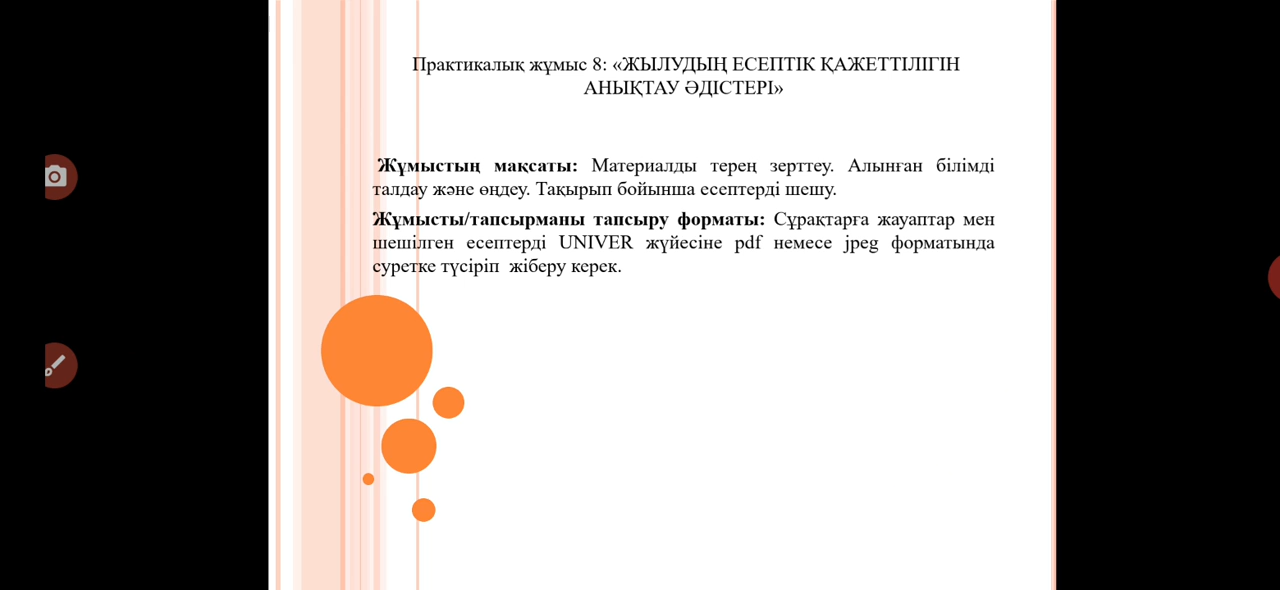 Практикалық жұмыс 8: «ЖЫЛУДЫҢ ЕСЕПТІК ҚАЖЕТТІЛІГІН
АНЫҚТАУ ӘДІСТЕРІ»
Жұмыстың мақсаты: Материалды терең зерттеу. Алынған білімді
талдау және өңдеу. Тақырып бойынша есептерді шешу.
Жұмысты/тапсырманы тапсыру форматы: Сұрақтарға жауаптар мен
шешілген есептерді UNIVER жүйесіне pdf немесе jpeg форматында
суретке түсіріп жіберу керек.